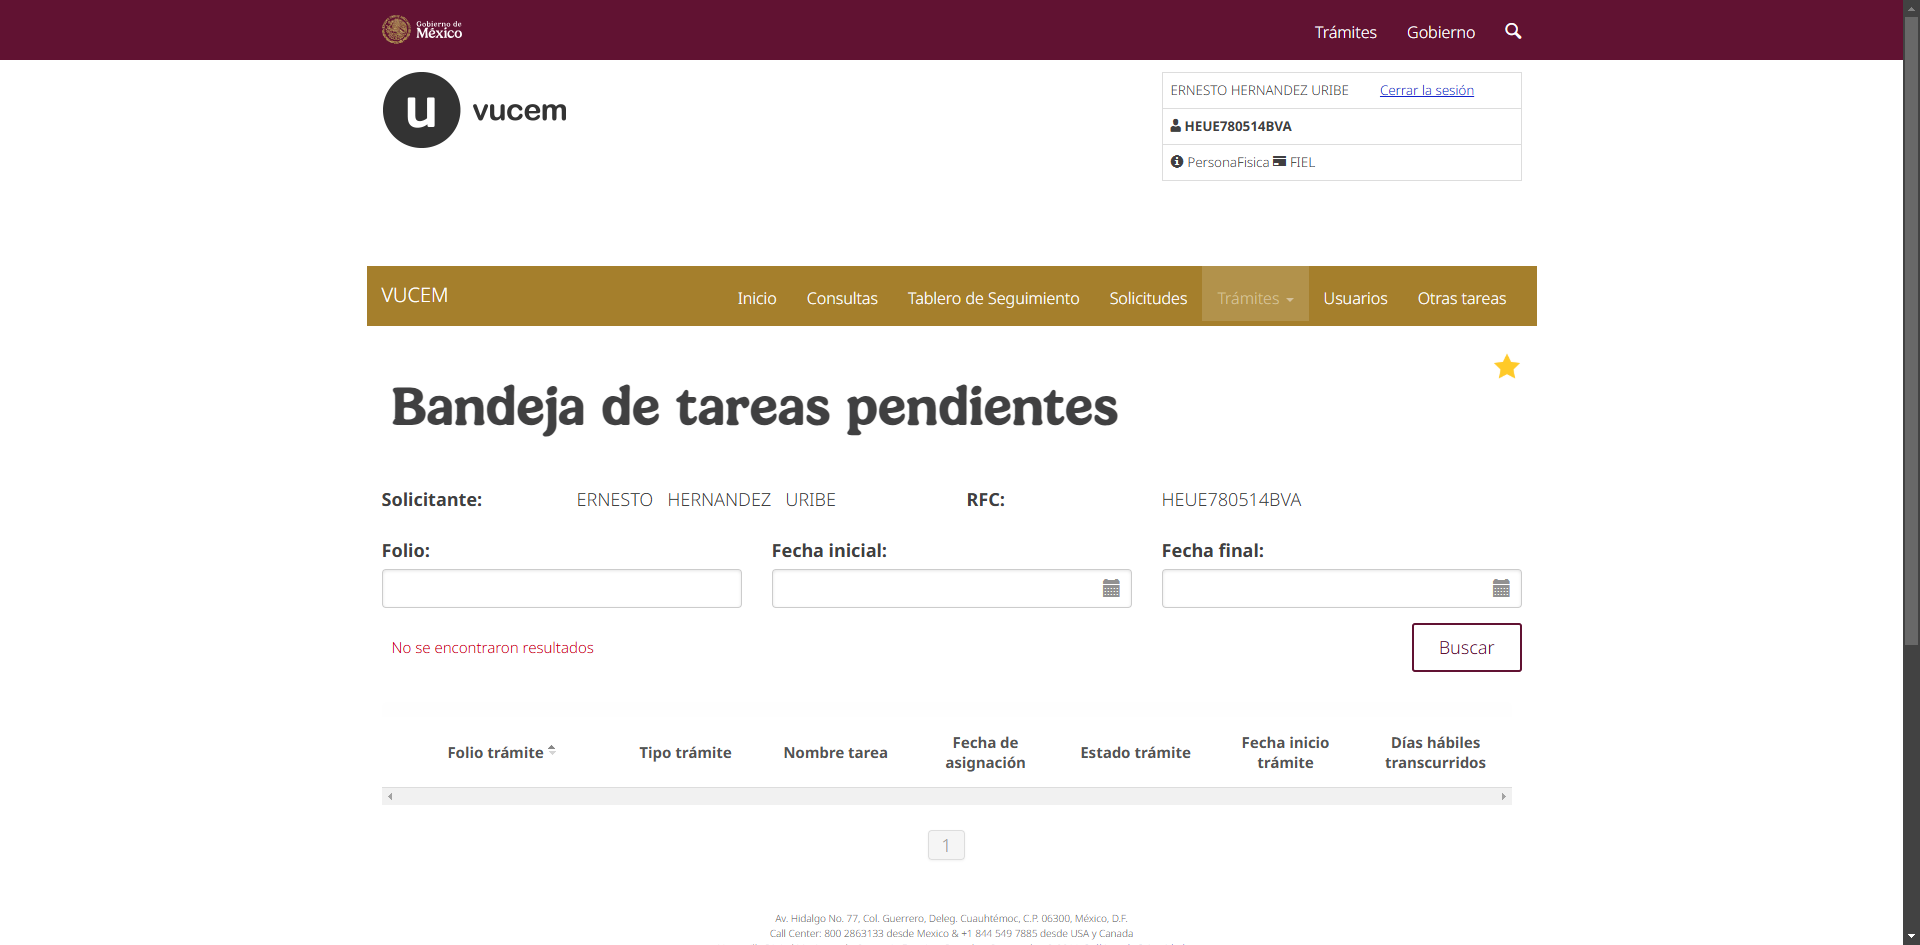 Gobierno de
México
Trámites
Gobierno
u
vucem
ERNESTO HERNANDEZ URIBE
Cerrar la sesión
HEUE780514BVA
PersonaFisica
FIEL
VUCEM
Inicio
Consultas
Tablero de Seguimiento
Solicitudes
Trámites
Usuarios
Otras tareas
Bandeja de tareas pendientes
Solicitante:
ERNESTO HERNANDEZ URIBE
RFC:
HEUE780514BVA
Folio:
Fecha inicial:
Fecha final:
No se encontraron resultados
Buscar
Folio trámite
Tipo trámite
Nombre tarea
Fecha de
asignación
Estado trámite
Fecha inicio
trámite
Días hábiles
transcurridos
1
Av. Hidalgo No. 77, Col. Guerrero, Deleg. Cuauhtémoc, C.P. 06300, México, D.F.
Call Center: 800 2863133 desde Mexico & +1 844 549 7885 desde USA y Canada